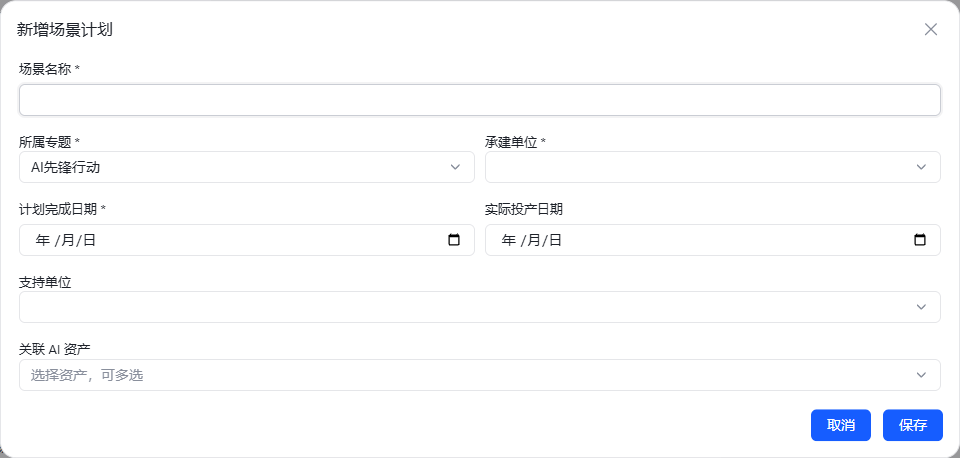 新增场景计划
场景名称 *
所属专题 * 承建单位 *
AI先锋行动
计划完成日期 * 实际投产日期
年 /月/日 年 /月/日
支持单位
关联 AI 资产
选择资产，可多选
取消 保存